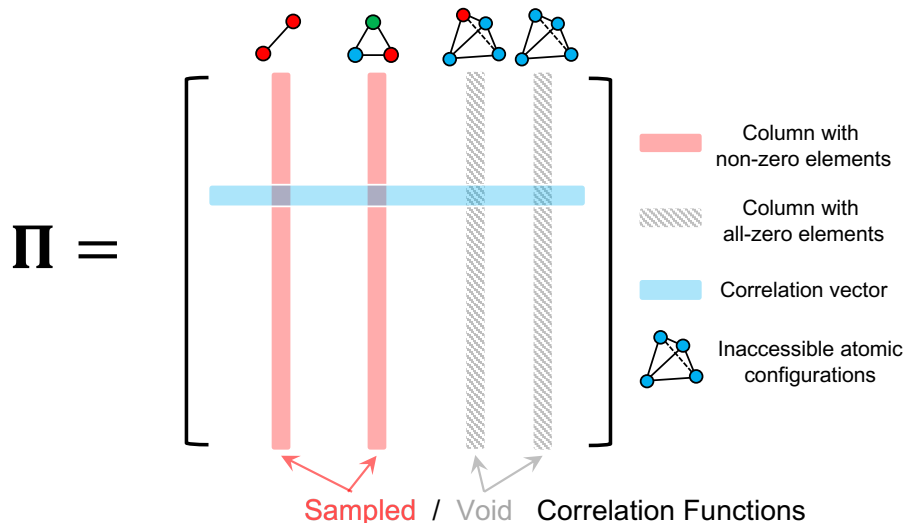 Π =
Column with
non-zero elements
Column with
all-zero elements
Correlation vector
Inaccessible atomic
configurations
Sampled / Void Correlation Functions